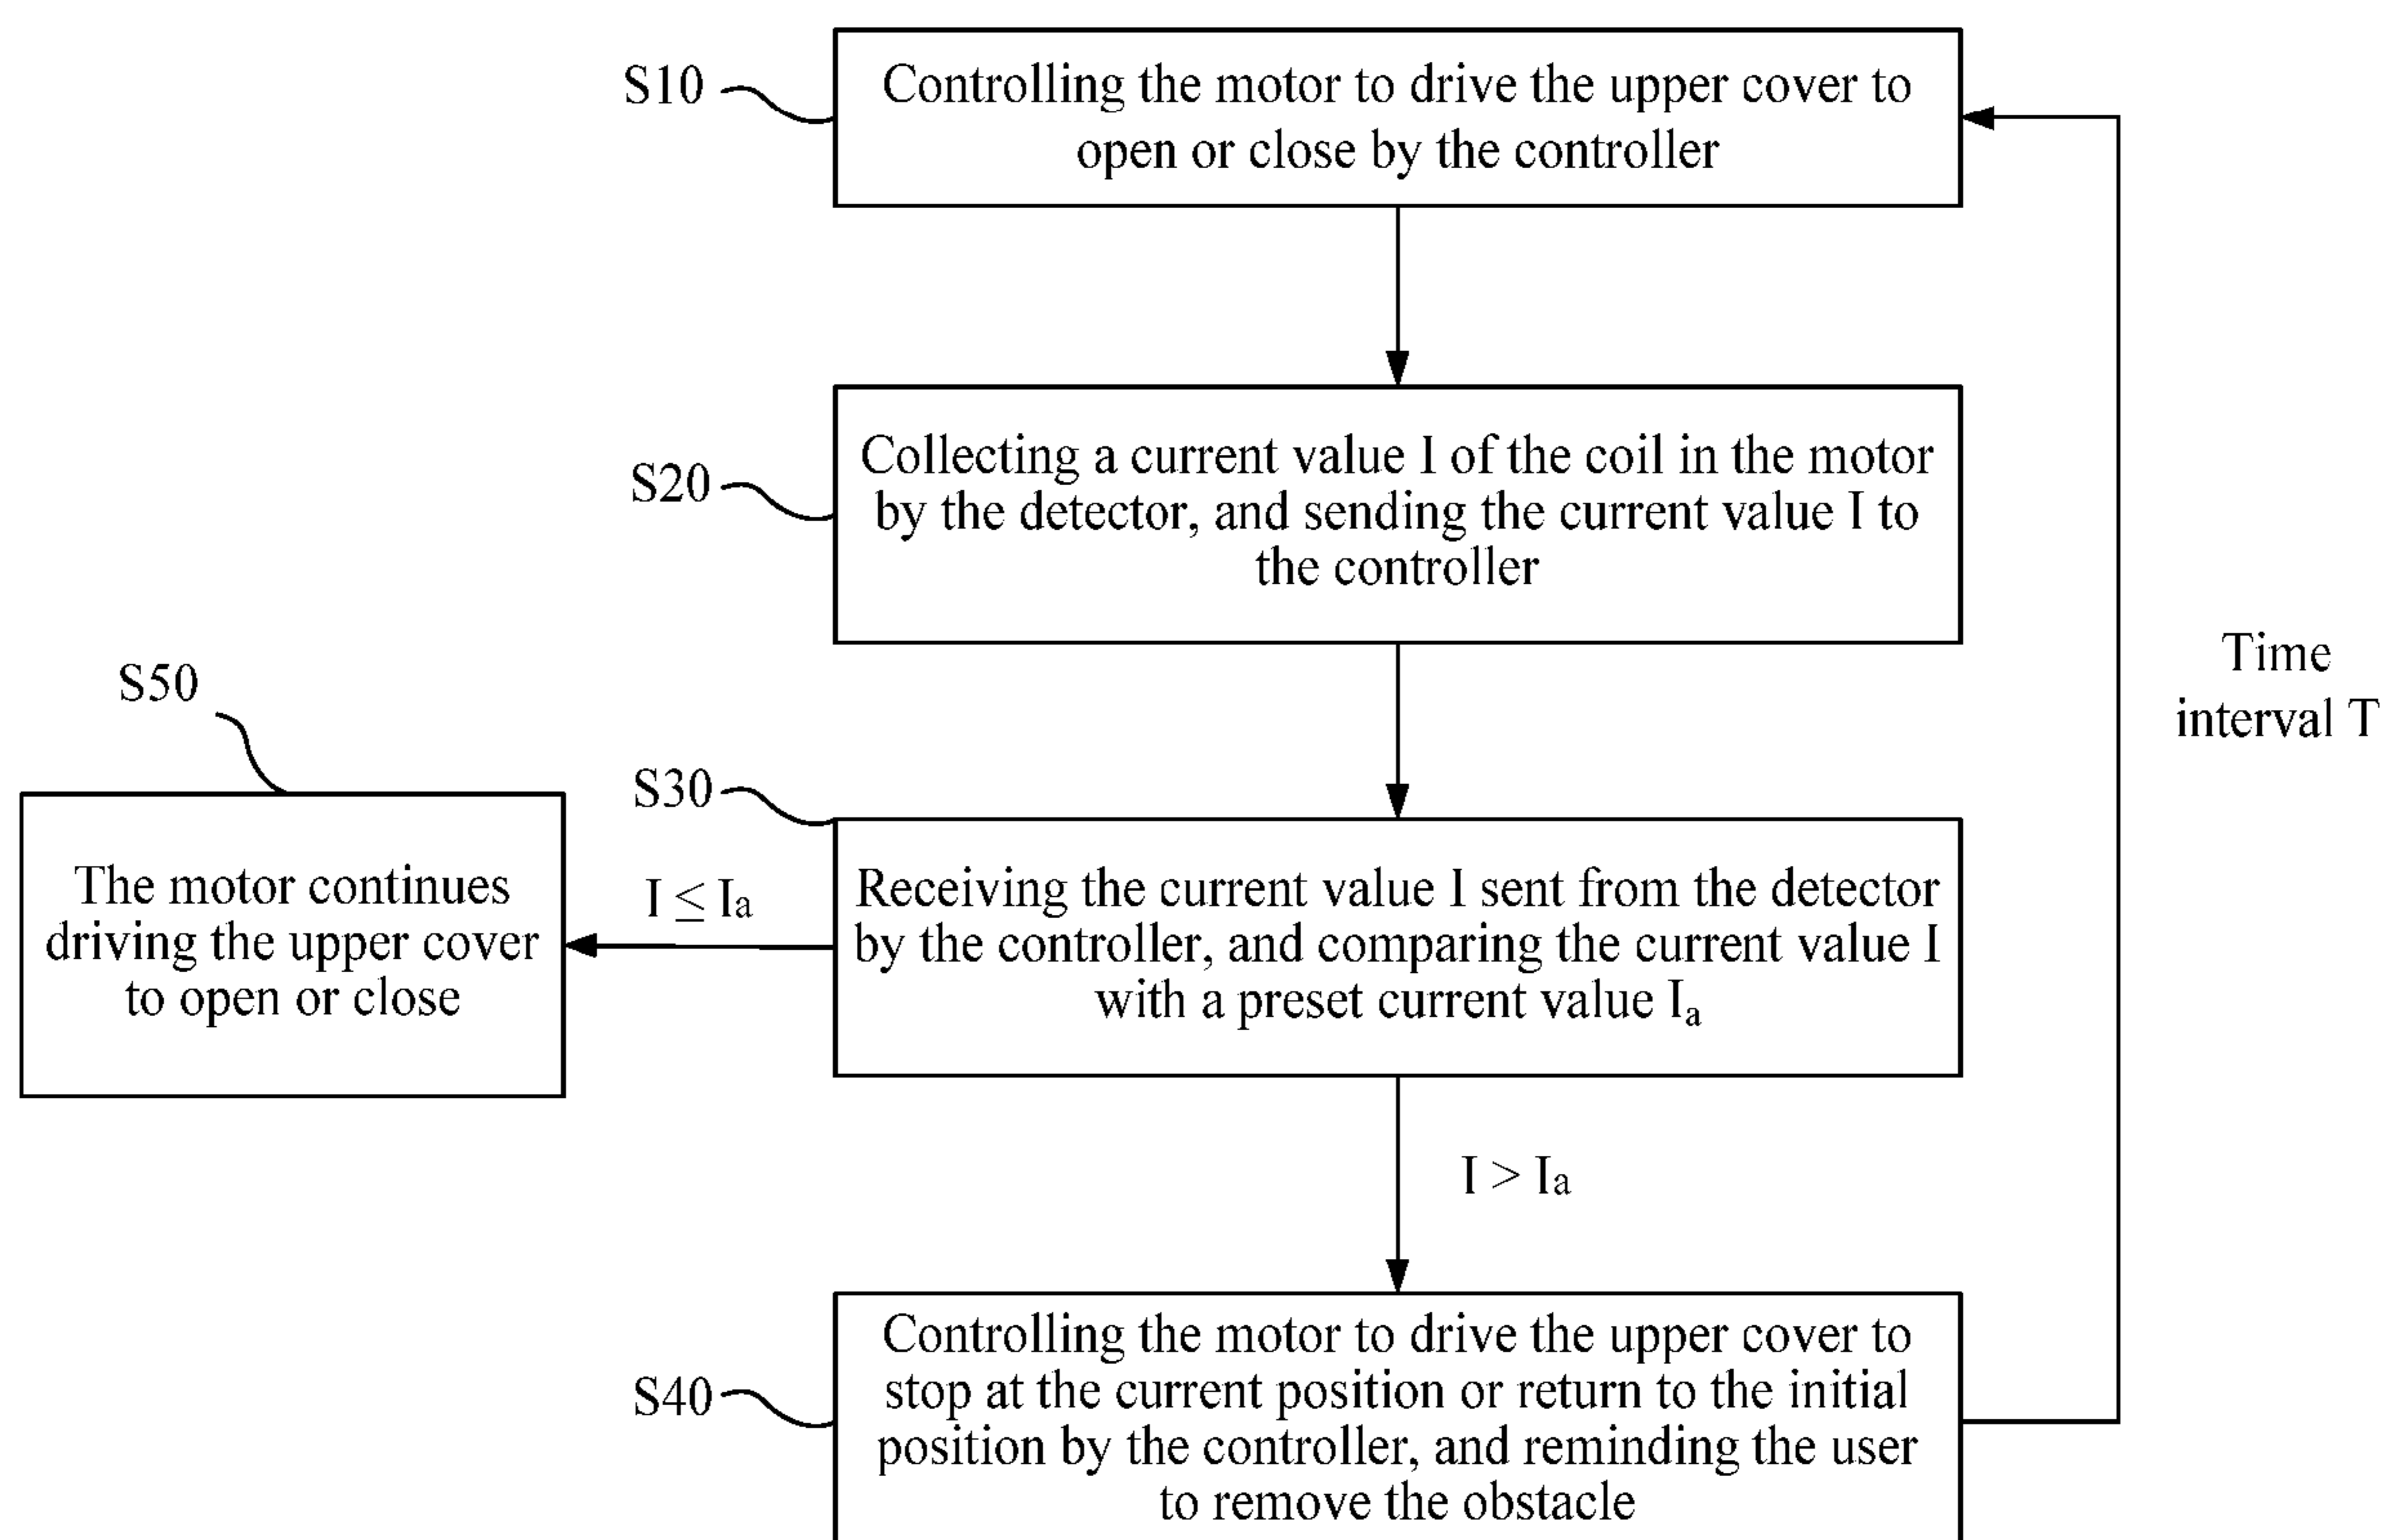 S10
Controlling the motor to drive the upper cover to
open or close by the controller
S20
Collecting a current value I of the coil in the motor
by the detector, and sending the current value I to
the controller
Time
interval T
S50
The motor continues
driving the upper cover
to open or close
I ≤ Ia
S30
Receiving the current value I sent from the detector
by the controller, and comparing the current value I
with a preset current value Ia
I > Ia
S40
Controlling the motor to drive the upper cover to
stop at the current position or return to the initial
position by the controller, and reminding the user
to remove the obstacle